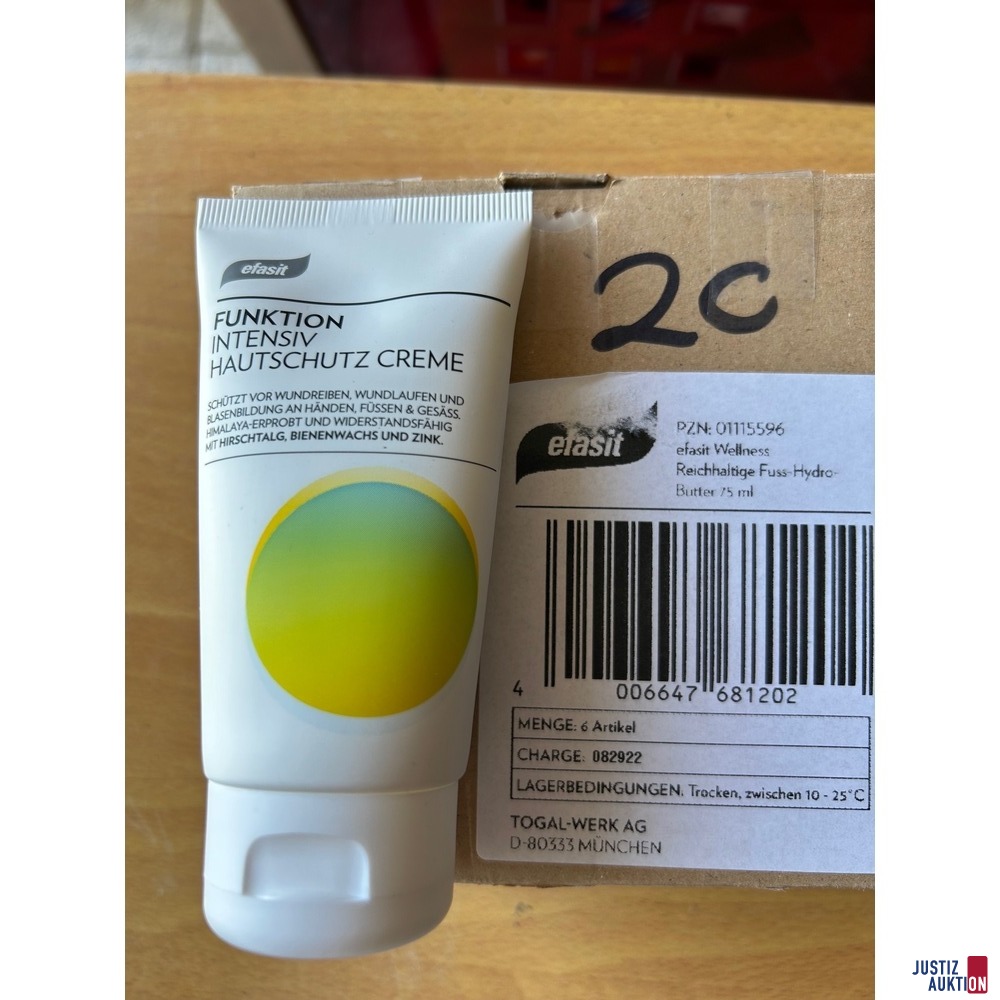 efasit
FUNKTION
INTENSIV
HAUTSCHUTZ CREME
SCHÜTZT VOR WUNDREIBEN, WUNDLAUFEN UND
BLASENBILDUNG AN HÄNDEN, FÜSSEN & GESÄSS.
HIMALAYA-ERPROBT UND WIDERSTANDSFÄHIG
MIT HIRSCHTALG, BIENENWACHS UND ZINK.
20
efasit
PZN: 01115596
efasit Wellness
Reichhaltige Fuss-Hydro-
Butter 75 ml
4 006647 681202
MENGE: 6 Artikel
CHARGE: 082922
LAGERBEDINGUNGEN: Trocken, zwischen 10 - 25°C
TOGAL-WERK AG
D-80333 MÜNCHEN
JUSTIZ
AUKTION